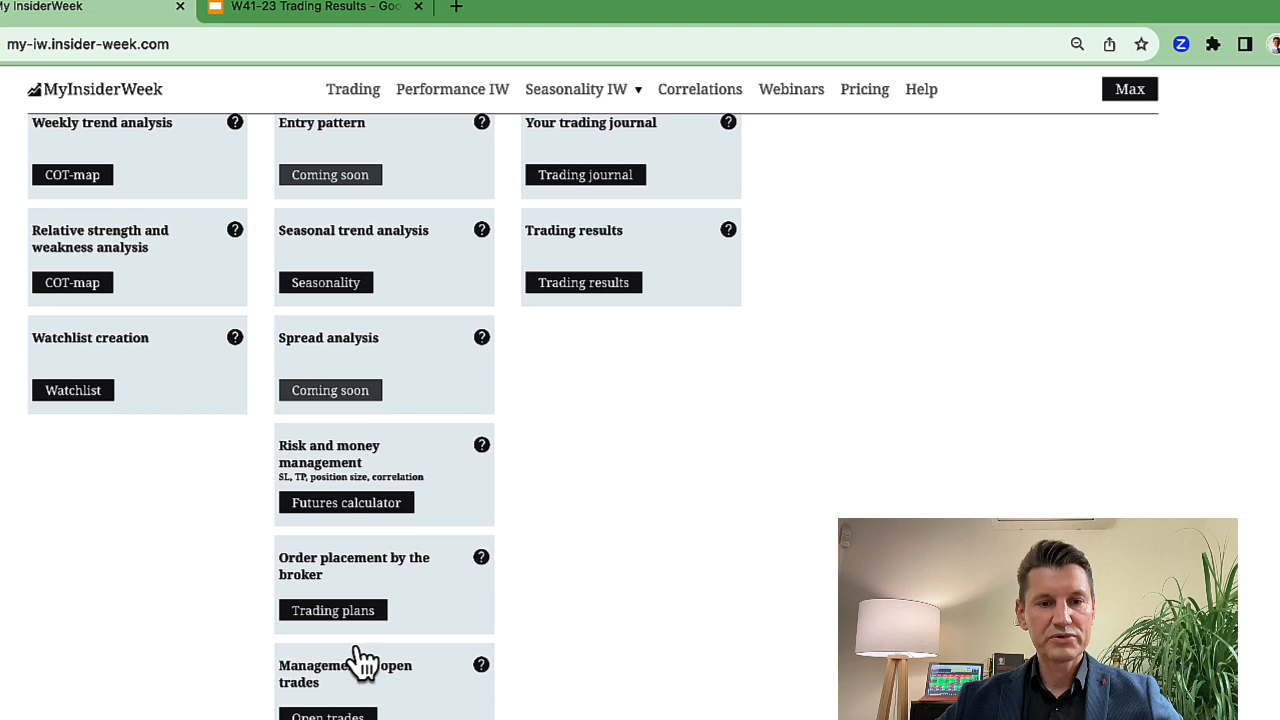 My InsiderWeek
W41-23 Trading Results - Goo
my-iw.insider-week.com
MyInsiderWeek
Trading
Performance IW
Seasonality IW
Correlations
Webinars
Pricing
Help
Max
Weekly trend analysis
?
COT-map
Relative strength and
weakness analysis
?
COT-map
Watchlist creation
?
Watchlist
Entry pattern
?
Coming soon
Seasonal trend analysis
?
Seasonality
Spread analysis
?
Coming soon
Risk and money
management
?
SL, TP, position size, correlation
Futures calculator
Order placement by the
broker
?
Trading plans
open
trades
?
Open trades
Your trading journal
?
Trading journal
Trading results
?
Trading results